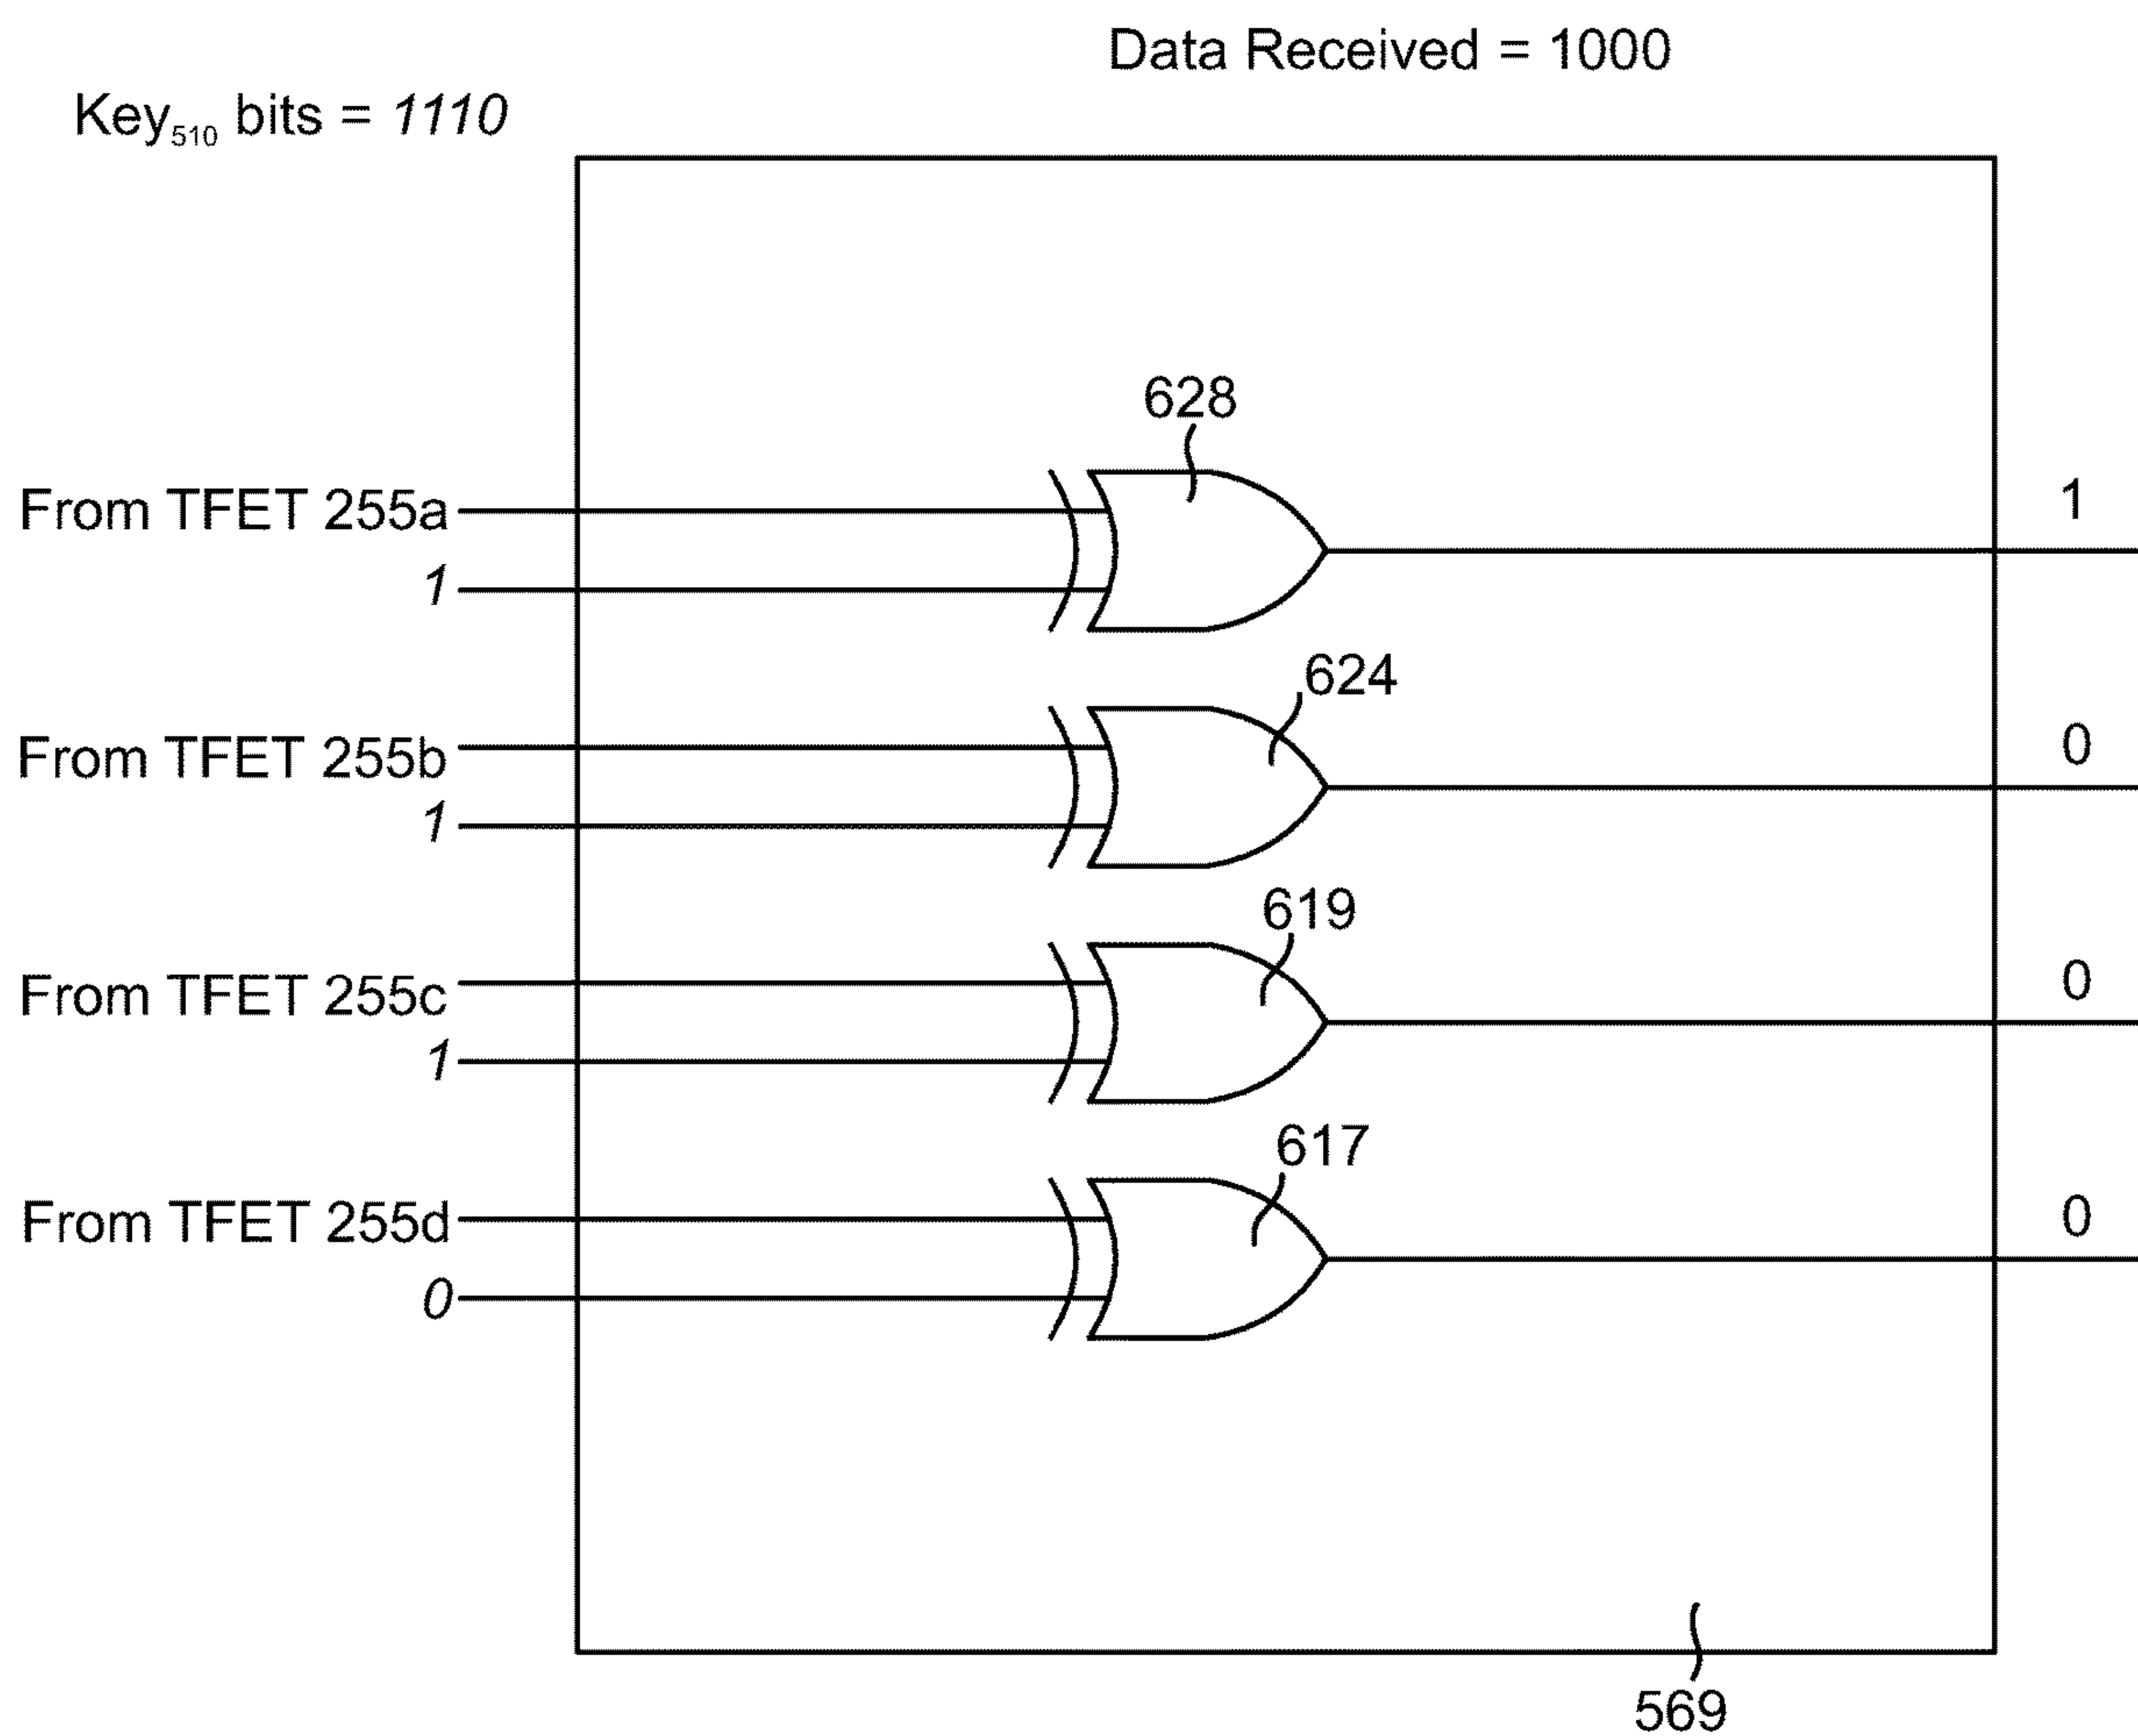 Data Received = 1000
Key510 bits = 1110
628
From TFET 255a
1
1
624
From TFET 255b
0
1
619
From TFET 255c
0
1
617
From TFET 255d
0
0
569